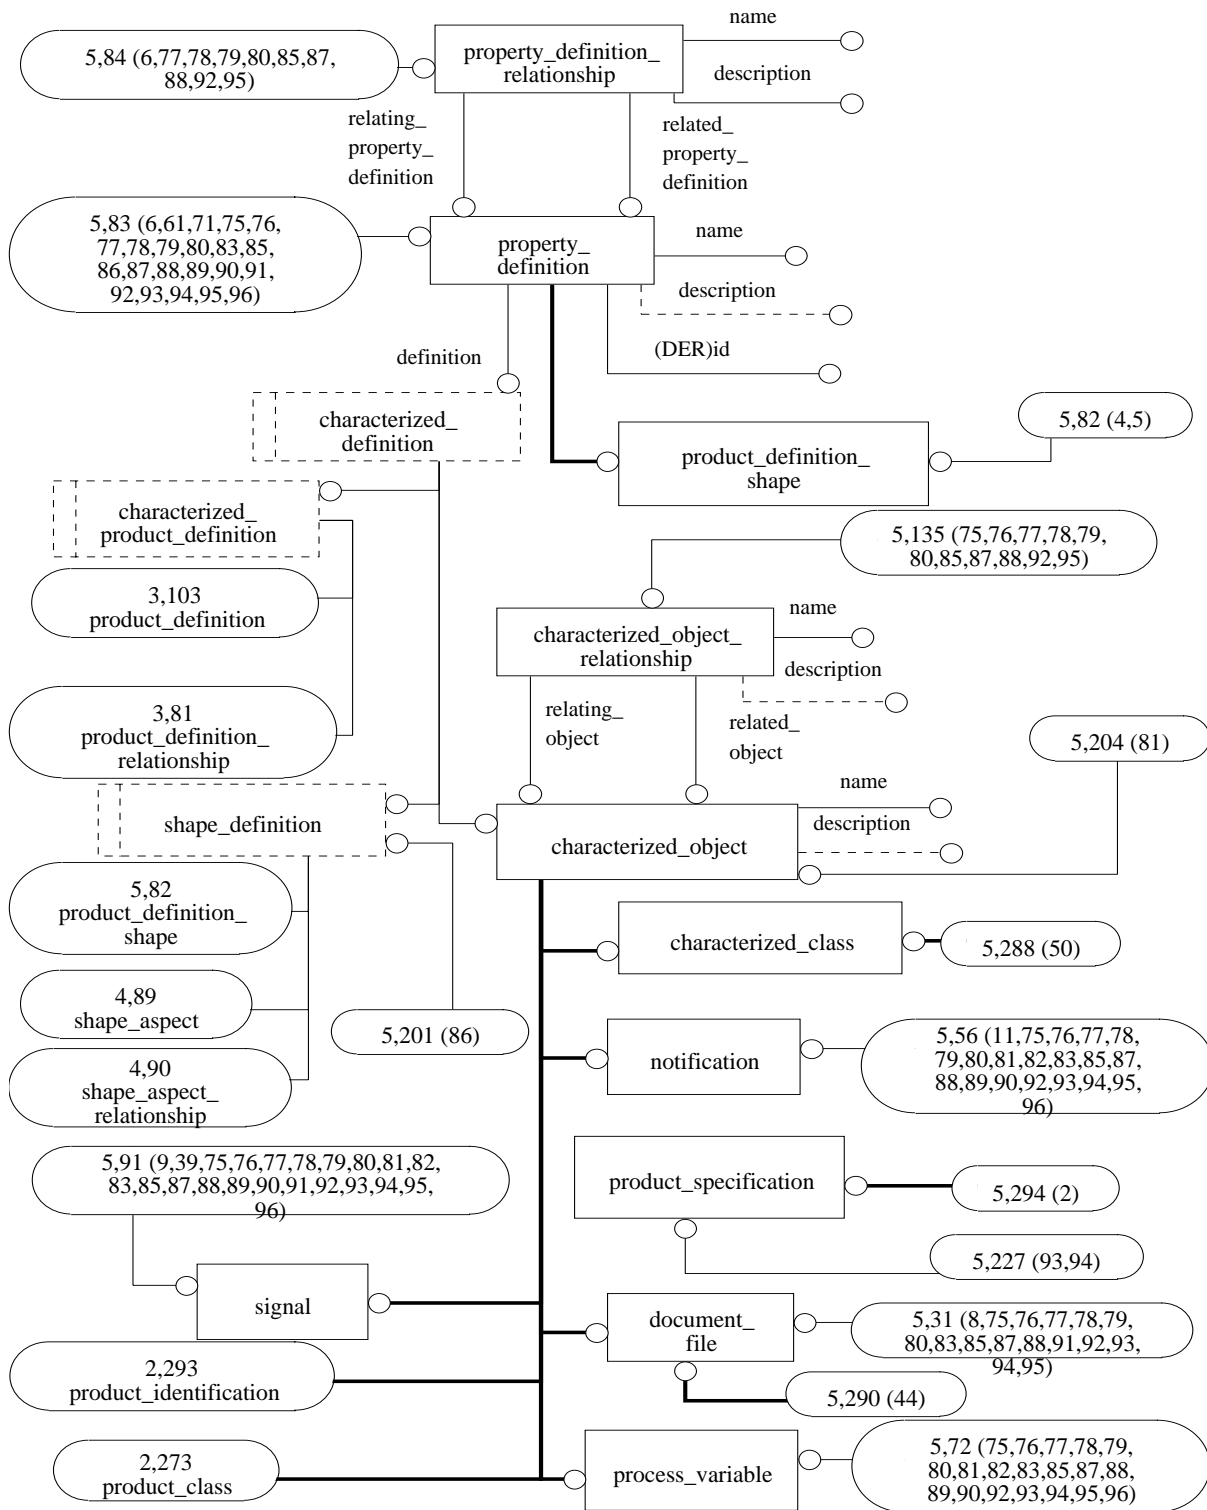 name
5,84 (6,77,78,79,80,85,87,
88,92,95)
property_definition_
relationship
description
relating_
property_
definition
related_
property_
definition
5,83 (6,61,71,75,76,
77,78,79,80,83,85,
86,87,88,89,90,91,
92,93,94,95,96)
property_
definition
name
description
(DER)id
definition
characterized_
definition
5,82 (4,5)
product_definition_
shape
characterized_
product_definition
5,135 (75,76,77,78,79,
80,85,87,88,92,95)
3,103
product_definition
name
characterized_object_
relationship
description
3,81
product_definition_
relationship
relating_
object
related_
object
5,204 (81)
name
shape_definition
description
characterized_object
5,82
product_definition_
shape
characterized_class
5,288 (50)
4,89
shape_aspect
5,201 (86)
notification
5,56 (11,75,76,77,78,
79,80,81,82,83,85,87,
88,89,90,92,93,94,95,
96)
4,90
shape_aspect_
relationship
5,91 (9,39,75,76,77,78,79,80,81,82,
83,85,87,88,89,90,91,92,93,94,95,
96)
product_specification
5,294 (2)
5,227 (93,94)
signal
document_
file
5,31 (8,75,76,77,78,79,
80,83,85,87,88,91,92,93,
94,95)
2,293
product_identification
5,290 (44)
2,273
product_class
process_variable
5,72 (75,76,77,78,79,
80,81,82,83,85,87,88,
89,90,92,93,94,95,96)